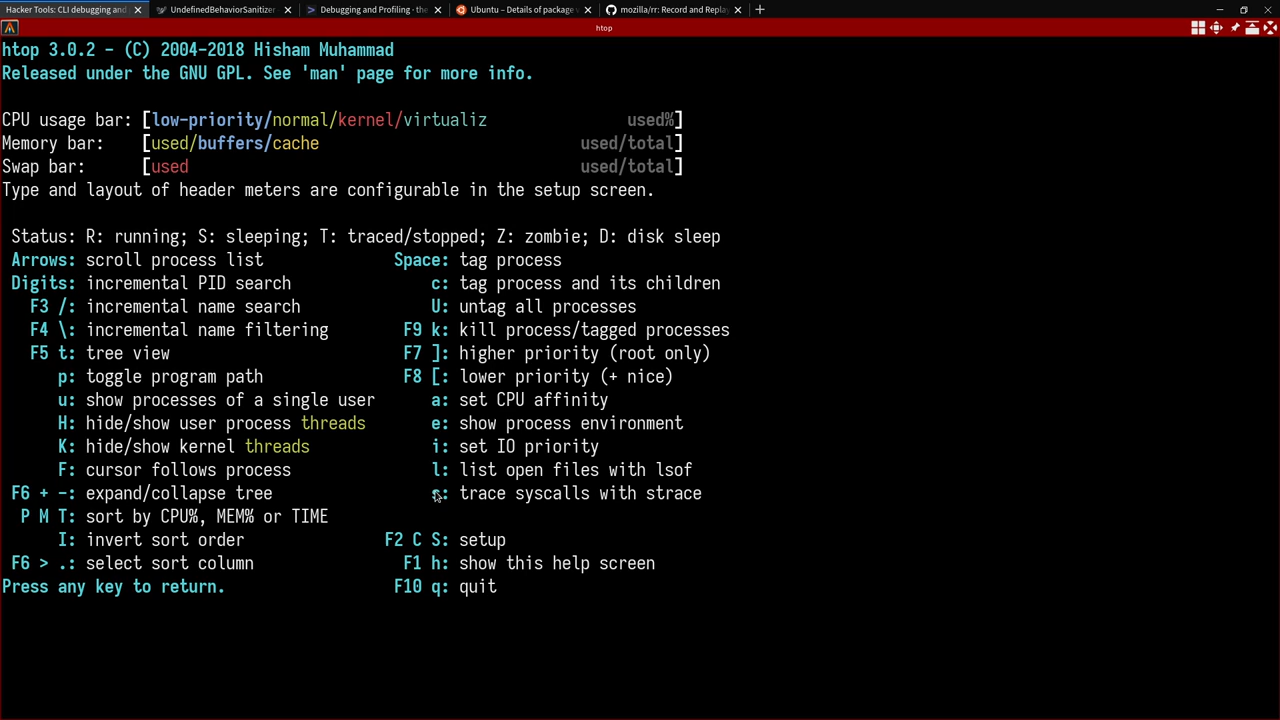 Hacker Tools: CLI debugging and
UndefinedBehaviorSanitizer
Debugging and Profiling - the
Ubuntu – Details of package
mozilla/rr: Record and Replay
htop
htop 3.0.2 - (C) 2004-2018 Hisham Muhammad
Released under the GNU GPL. See 'man' page for more info.
CPU usage bar: [low-priority/normal/kernel/virtualiz used%]
Memory bar: [used/buffers/cache used/total]
Swap bar: [used used/total]
Type and layout of header meters are configurable in the setup screen.
Status: R: running; S: sleeping; T: traced/stopped; Z: zombie; D: disk sleep
Arrows: scroll process list Space: tag process
Digits: incremental PID search c: tag process and its children
F3 /: incremental name search U: untag all processes
F4 \: incremental name filtering F9 k: kill process/tagged processes
F5 t: tree view F7 ]: higher priority (root only)
p: toggle program path F8 [: lower priority (+ nice)
u: show processes of a single user a: set CPU affinity
H: hide/show user process threads e: show process environment
K: hide/show kernel threads i: set IO priority
F: cursor follows process l: list open files with lsof
F6 + -: expand/collapse tree s: trace syscalls with strace
P M T: sort by CPU%, MEM% or TIME
I: invert sort order F2 C S: setup
F6 > .: select sort column F1 h: show this help screen
Press any key to return. F10 q: quit